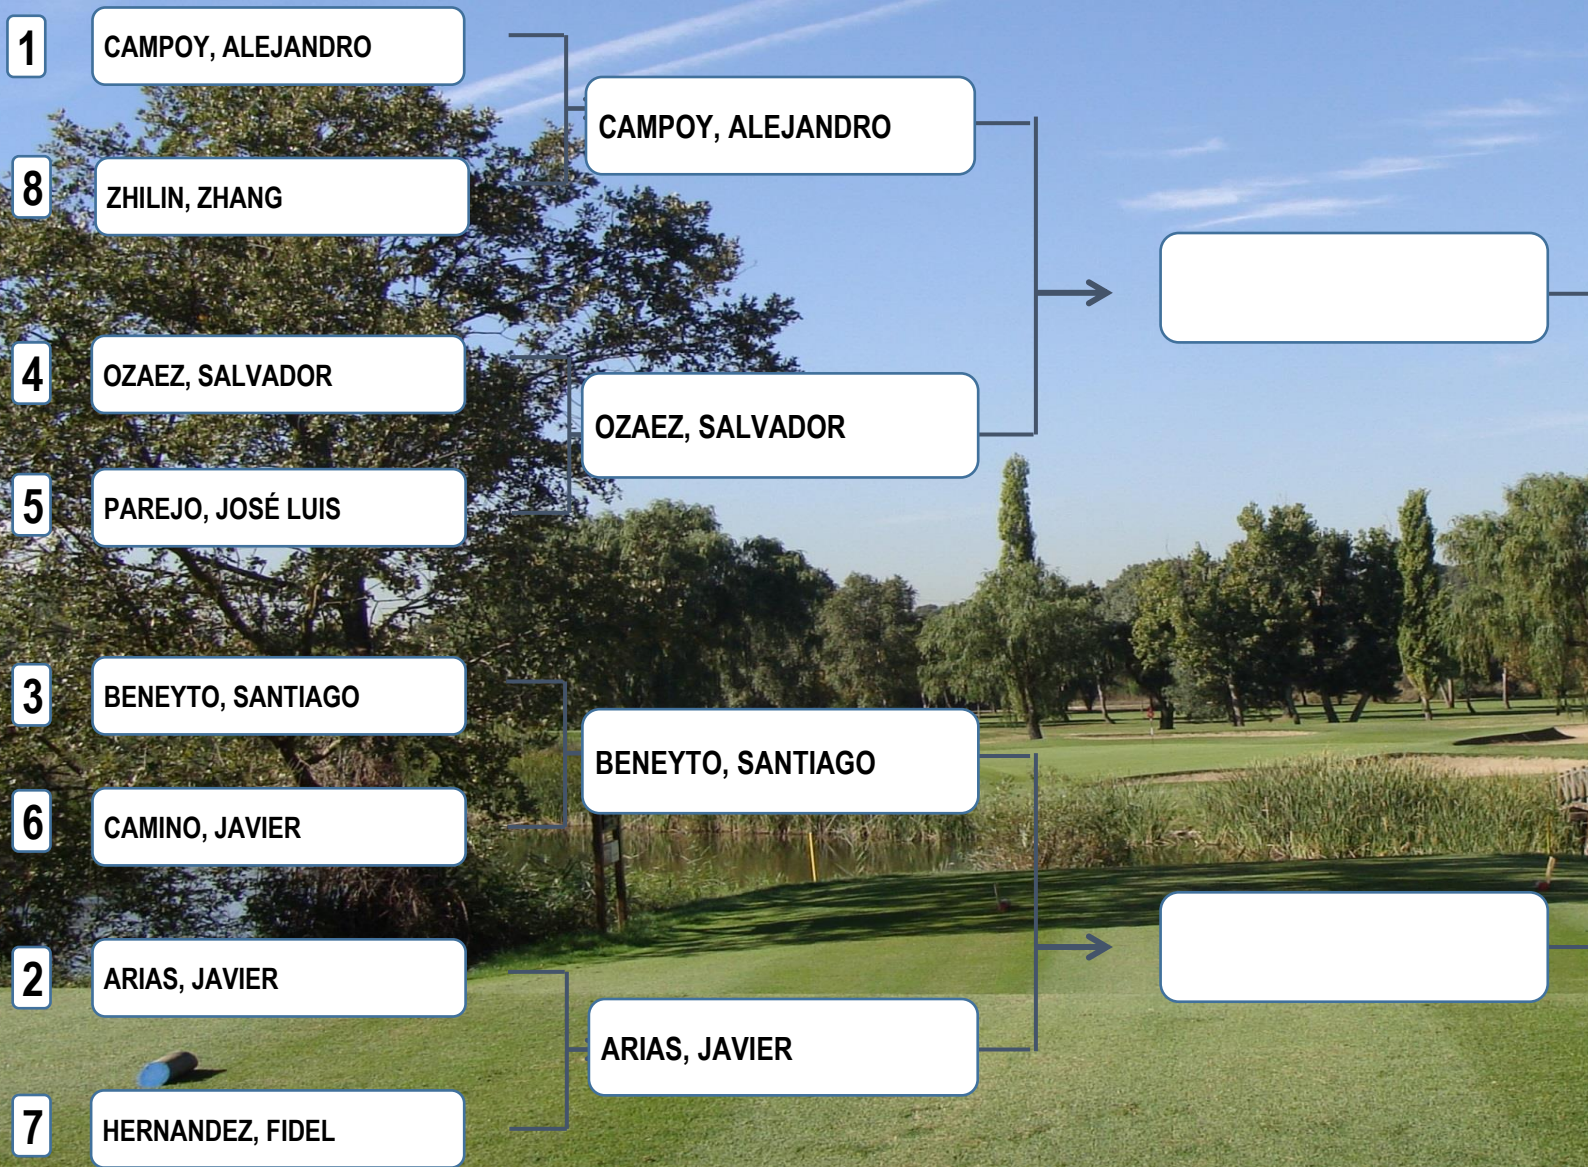 1
CAMPOY, ALEJANDRO
8
ZHILIN, ZHANG
CAMPOY, ALEJANDRO
4
OZAEZ, SALVADOR
5
PAREJO, JOSÉ LUIS
OZAEZ, SALVADOR
3
BENEYTO, SANTIAGO
6
CAMINO, JAVIER
BENEYTO, SANTIAGO
2
ARIAS, JAVIER
7
HERNANDEZ, FIDEL
ARIAS, JAVIER